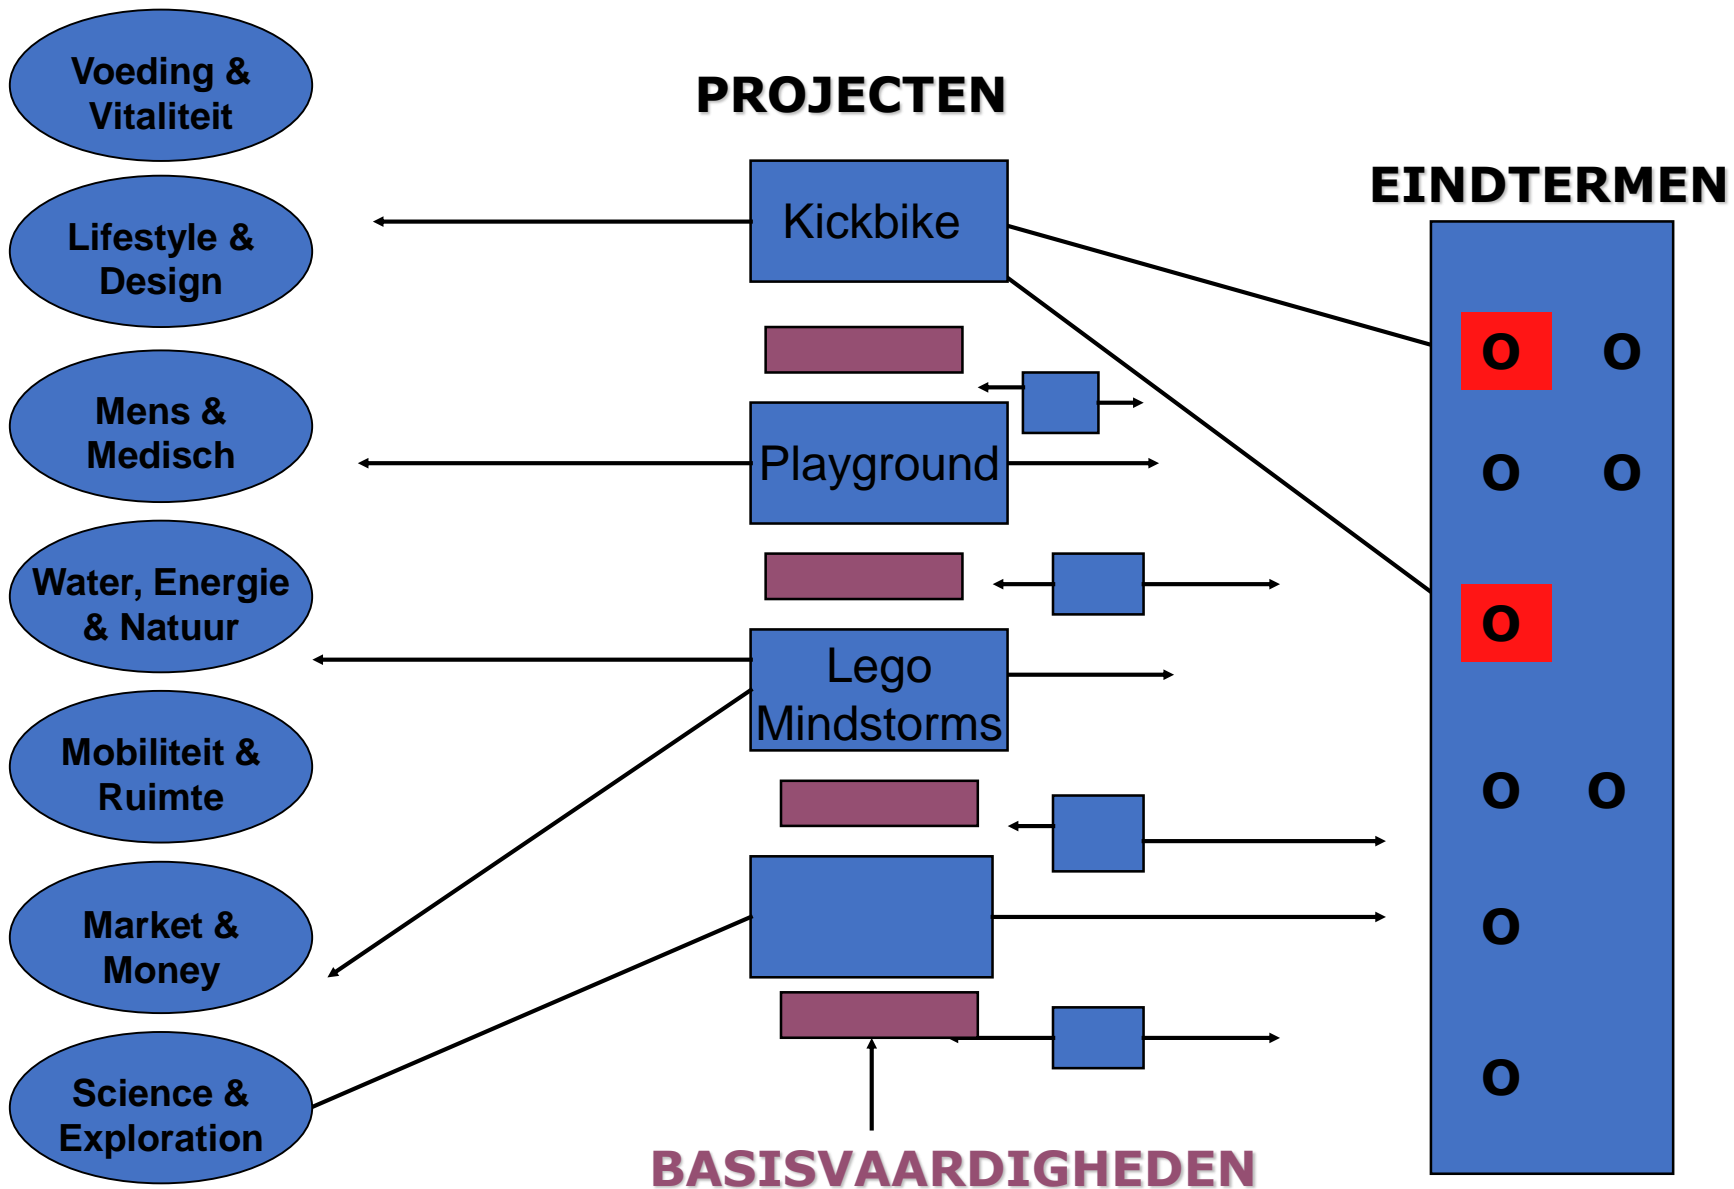 Voeding &
Vitaliteit
Lifestyle &
Design
Mens &
Medisch
Water, Energie
& Natuur
Mobiliteit &
Ruimte
Market &
Money
Science &
Exploration
PROJECTEN
Kickbike
Playground
Lego
Mindstorms
BASISVAARDIGHEDEN
EINDTERMEN
O O
O O
O
O O
O
O